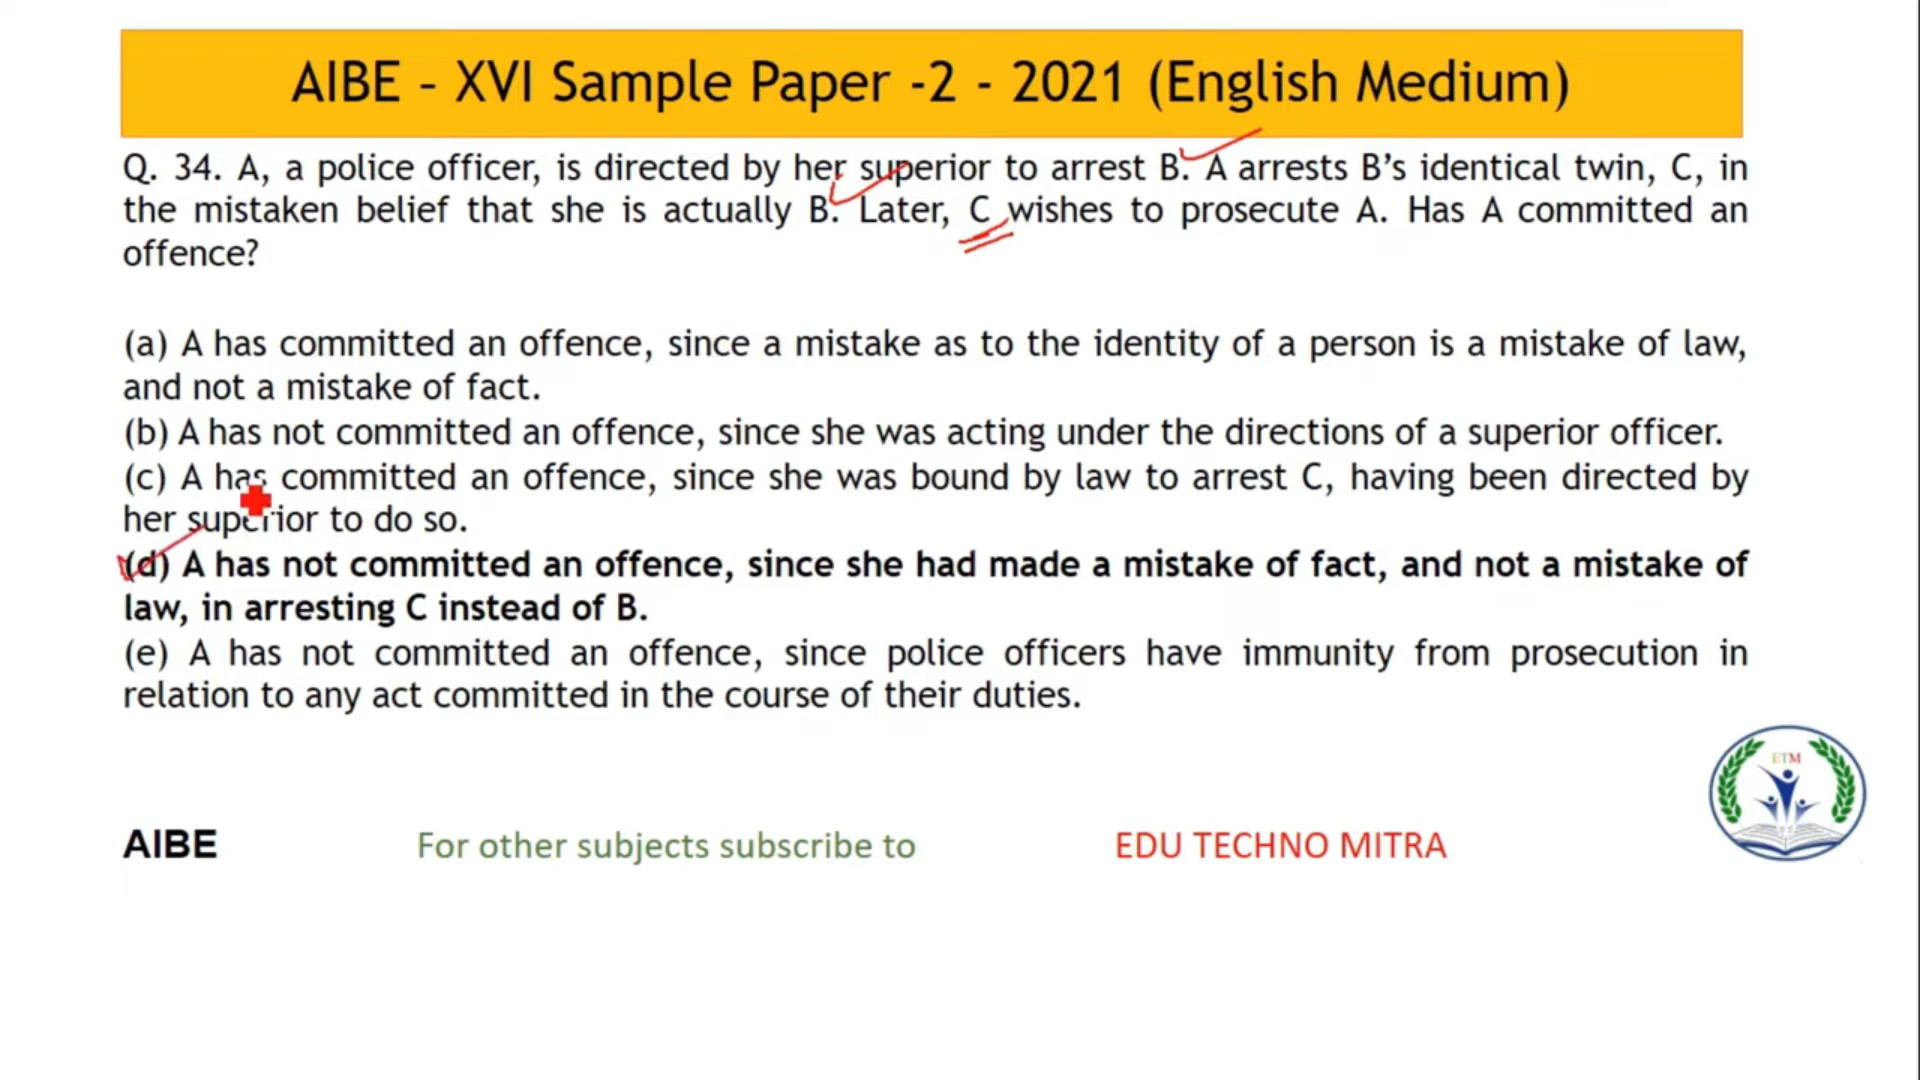 AIBE – XVI Sample Paper -2 - 2021 (English Medium)
Q. 34. A, a police officer, is directed by her superior to arrest B. A arrests B’s identical twin, C, in
the mistaken belief that she is actually B. Later, C wishes to prosecute A. Has A committed an
offence?
(a) A has committed an offence, since a mistake as to the identity of a person is a mistake of law,
and not a mistake of fact.
(b) A has not committed an offence, since she was acting under the directions of a superior officer.
(c) A has committed an offence, since she was bound by law to arrest C, having been directed by
her superior to do so.
(d) A has not committed an offence, since she had made a mistake of fact, and not a mistake of
law, in arresting C instead of B.
(e) A has not committed an offence, since police officers have immunity from prosecution in
relation to any act committed in the course of their duties.
ETM
AIBE For other subjects subscribe to EDU TECHNO MITRA